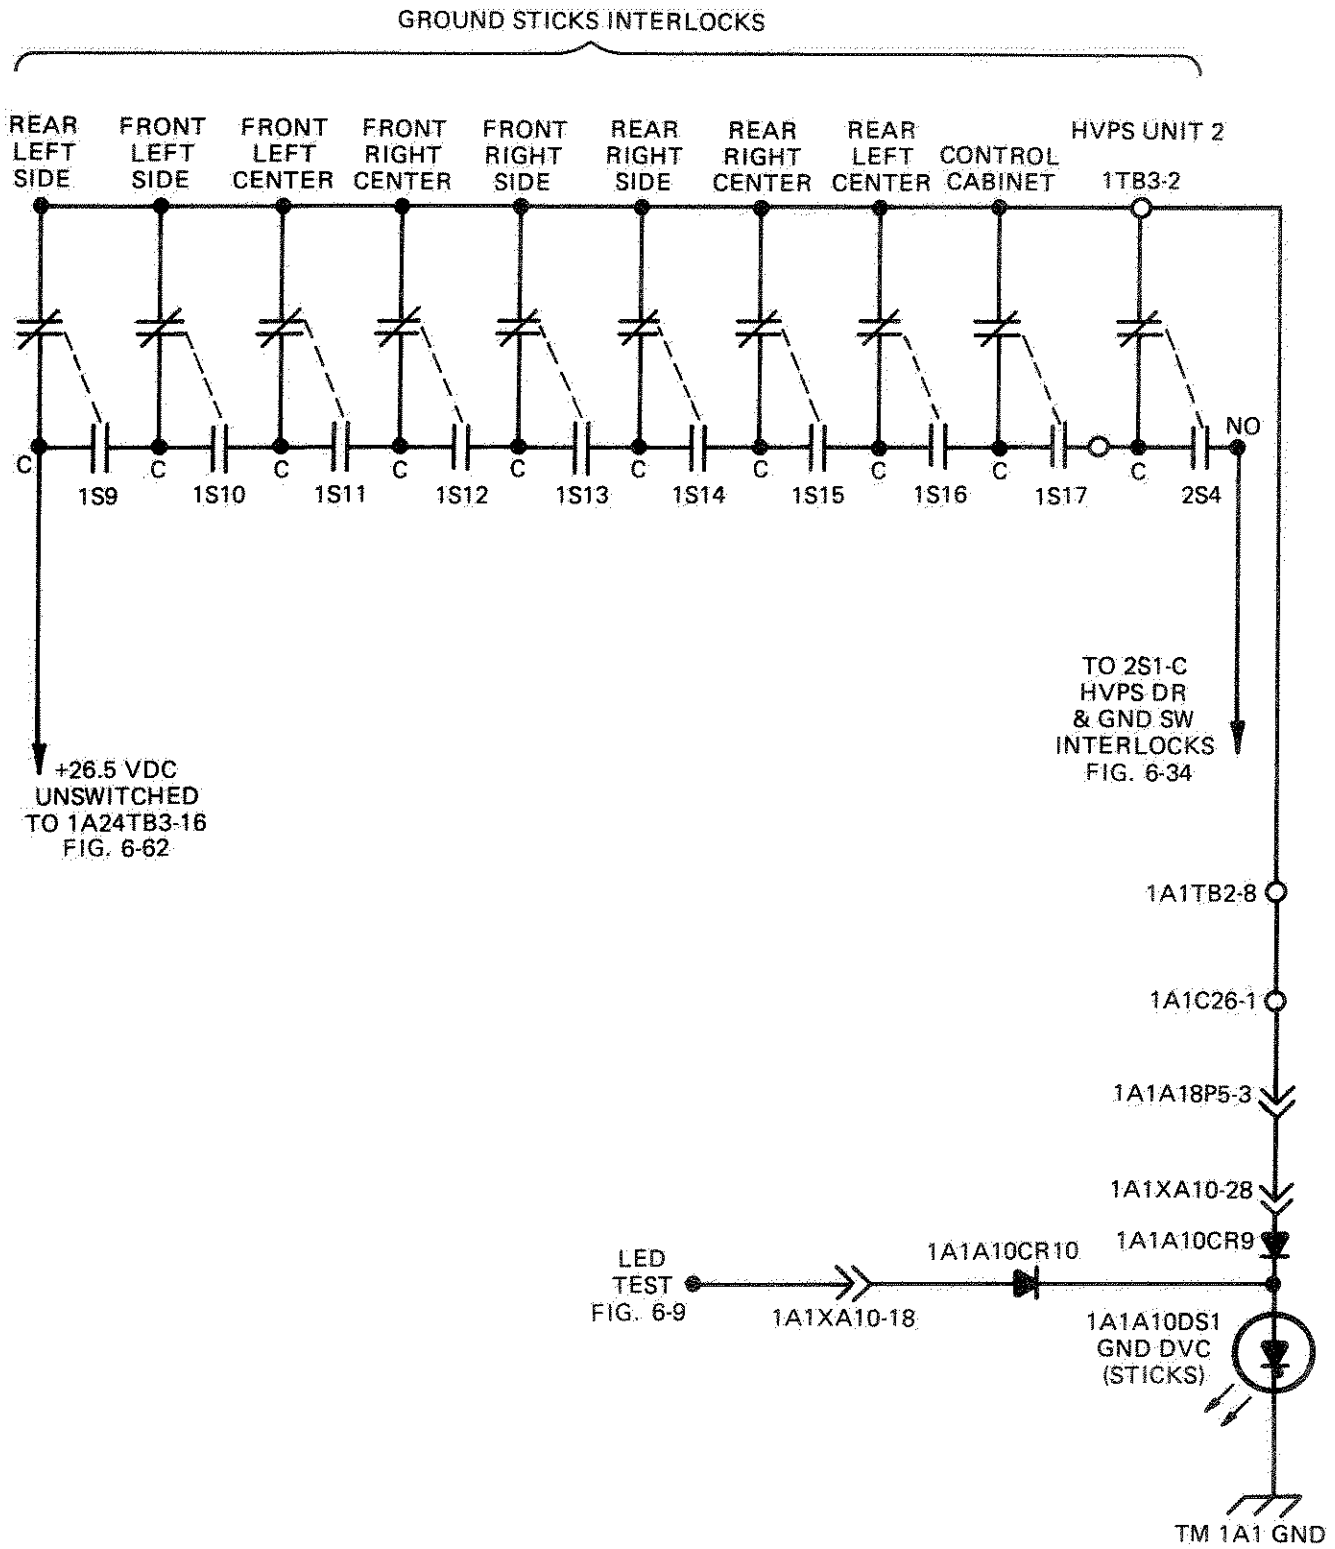 GROUND STICKS INTERLOCKS
REAR
LEFT
SIDE
FRONT
LEFT
SIDE
FRONT
LEFT
CENTER
FRONT
RIGHT
CENTER
FRONT
RIGHT
SIDE
REAR
RIGHT
SIDE
REAR
RIGHT
CENTER
REAR
LEFT
CENTER
CONTROL
CABINET
HVPS UNIT 2
1TB3-2
C
C
C
C
C
C
C
C
C
C
NO
1S9
1S10
1S11
1S12
1S13
1S14
1S15
1S16
1S17
2S4
+26.5 VDC
UNSWITCHED
TO 1A24TB3-16
FIG. 6-62
TO 2S1-C
HVPS DR
& GND SW
INTERLOCKS
FIG. 6-34
1A1TB2-8
1A1C26-1
1A1A18P5-3
1A1XA10-28
1A1A10CR9
1A1A10CR10
LED
TEST
FIG. 6-9
1A1XA10-18
1A1A10DS1
GND DVC
(STICKS)
TM 1A1 GND